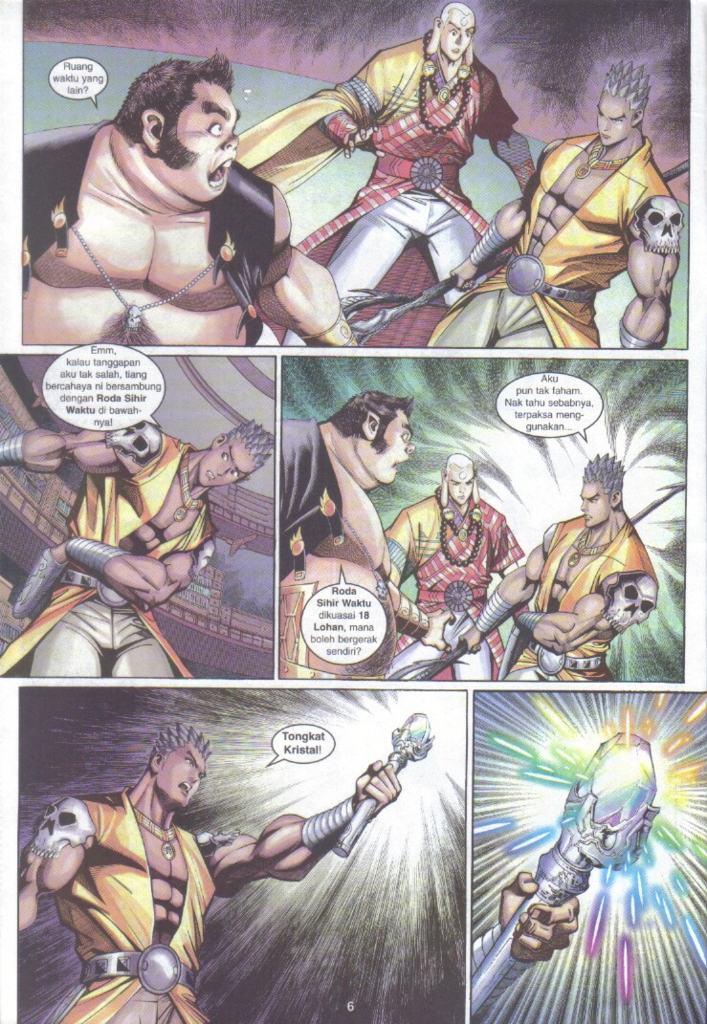 Ruang
waktu yang
lain?
Emm,
kalau tanggapan
aku tak salah, tiang
bercahaya ni bersambung
dengan Roda Sihir
Waktu di bawah-
nya!
Aku
pun tak faham.
Nak tahu sebabnya,
terpaksa meng-
gunakan...
Roda
Sihir Waktu
dikuasai 18
Lohan, mana
boleh bergerak
sendiri?
Tongkat
Kristal!
6